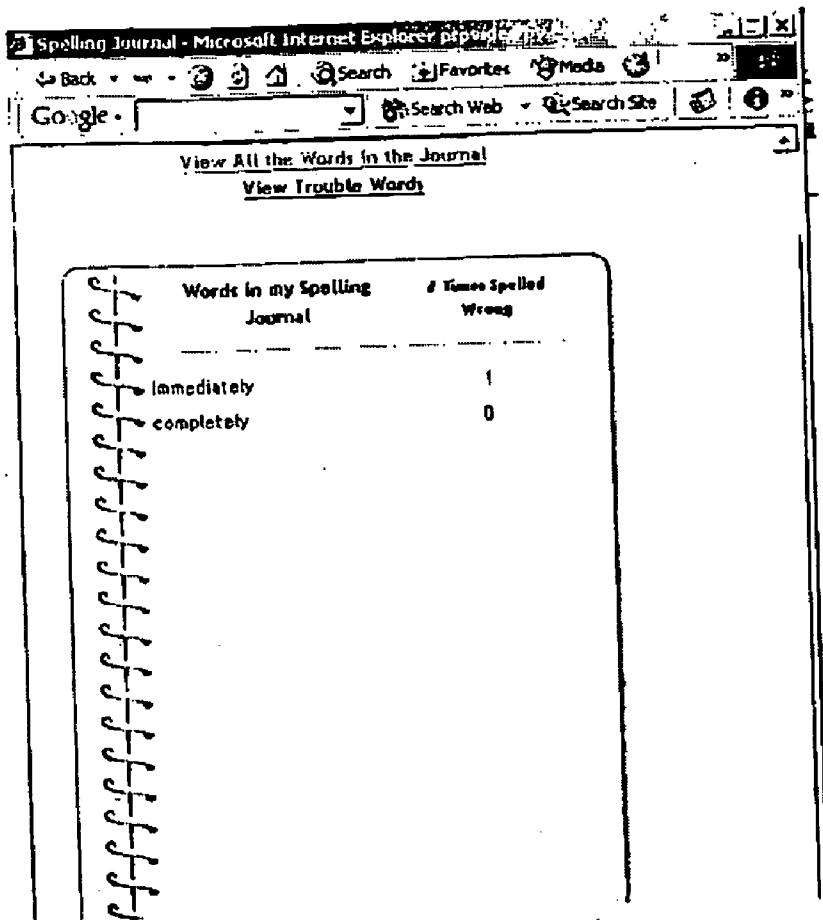 Spelling Journal - Microsoft Internet Explorer
Back Search Favorites Media »
Google Search Web Search Site »
View All the Words in the Journal
View Trouble Words
Words in my Spelling Journal
# Times Spelled Wrong
immediately 1
completely 0